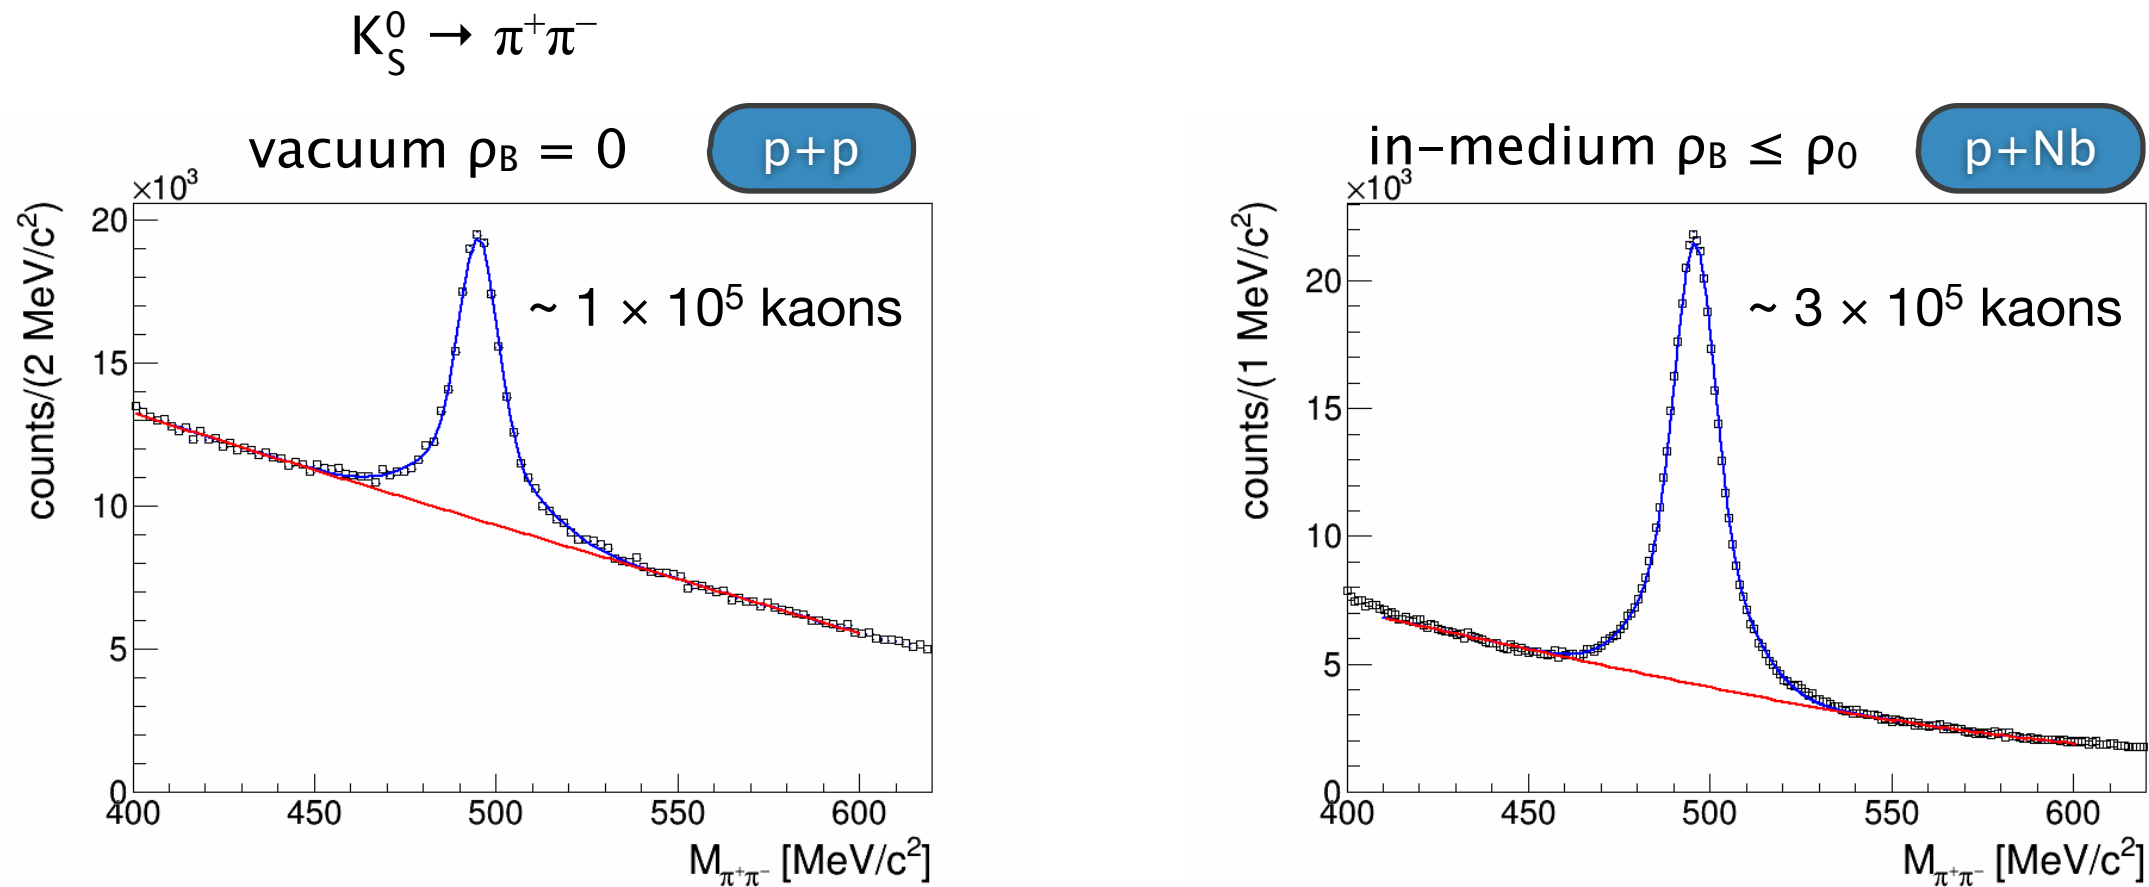 K⁰S → π⁺π⁻
vacuum ρB = 0
p+p
×10³
counts/(2 MeV/c²)
20
15
10
5
0
~ 1 × 10⁵ kaons
400 450 500 550 600
Mπ⁺π⁻ [MeV/c²]
in-medium ρB ≤ ρ0
p+Nb
×10³
counts/(1 MeV/c²)
20
15
10
5
0
~ 3 × 10⁵ kaons
400 450 500 550 600
Mπ⁺π⁻ [MeV/c²]